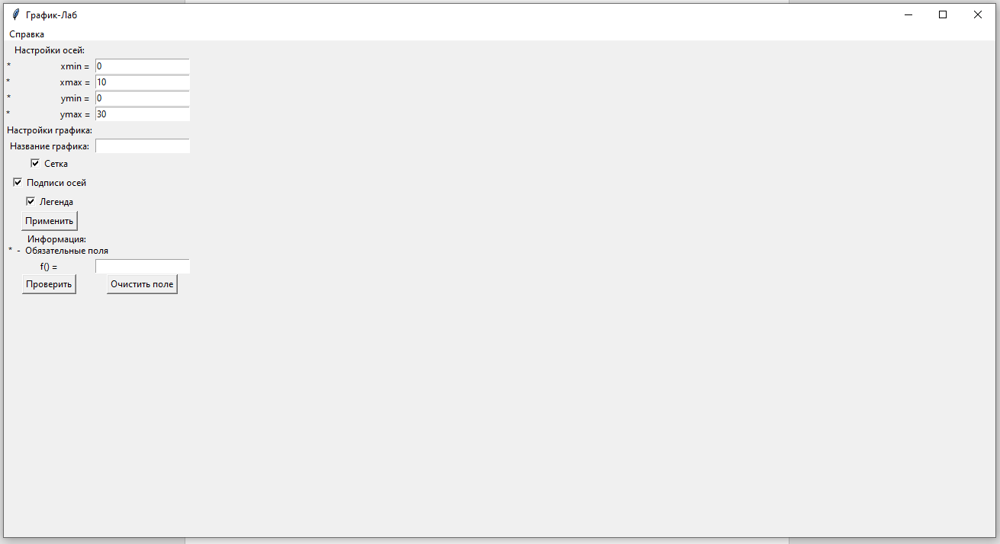 График-Лаб
Справка
Настройки осей:
* xmin = 0
* xmax = 10
* ymin = 0
* ymax = 30
Настройки графика:
Название графика:
Сетка
Подписи осей
Легенда
Применить
Информация:
* - Обязательные поля
f() =
Проверить Очистить поле